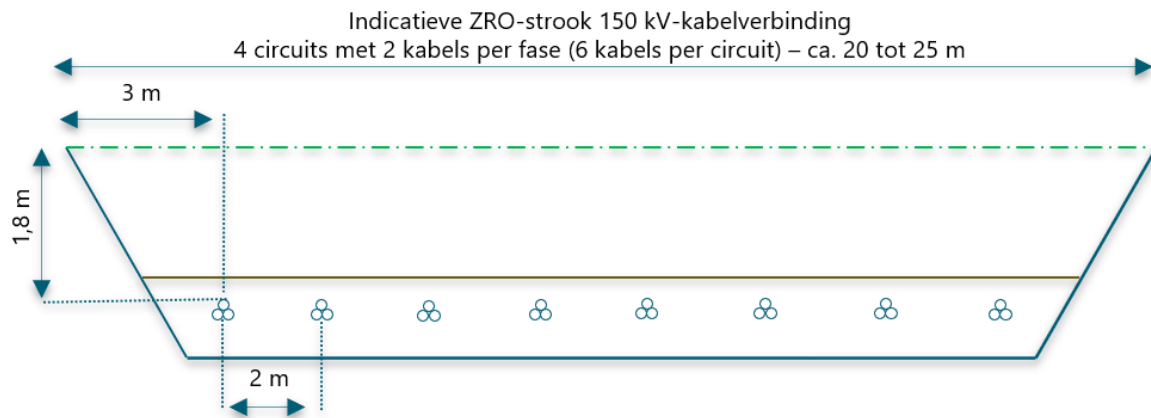 Indicatieve ZRO-strook 150 kV-kabelverbinding
4 circuits met 2 kabels per fase (6 kabels per circuit) – ca. 20 tot 25 m
3 m
1,8 m
2 m